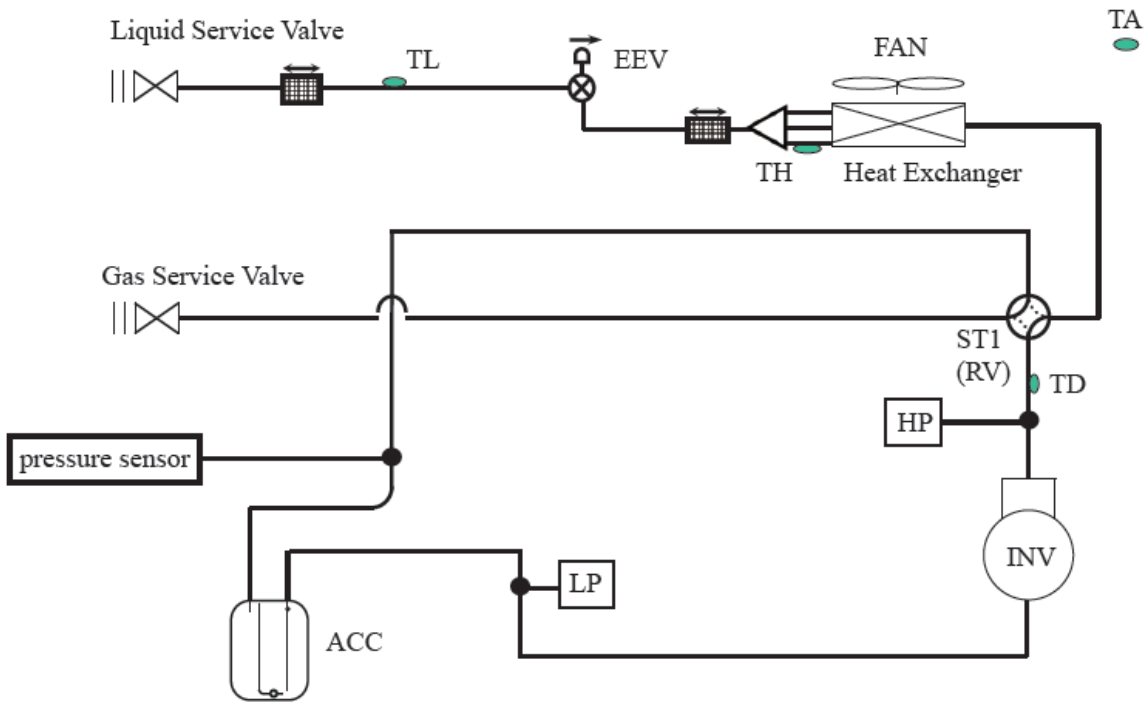 TA
Liquid Service Valve
TL
EEV
FAN
TH
Heat Exchanger
Gas Service Valve
ST1
(RV)
TD
HP
pressure sensor
INV
LP
ACC